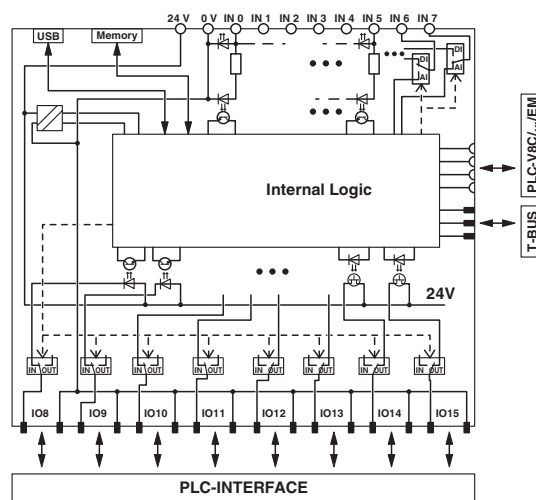 24 V 0 V IN 0 IN 1 IN 2 IN 3 IN 4 IN 5 IN 6 IN 7
USB Memory
DI
DI
AI
AI
PLC-V8C/.../EM
Internal Logic
T-BUS
24V
IN OUT IN OUT IN OUT IN OUT IN OUT IN OUT IN OUT IN OUT
IO8 IO9 IO10 IO11 IO12 IO13 IO14 IO15
PLC-INTERFACE